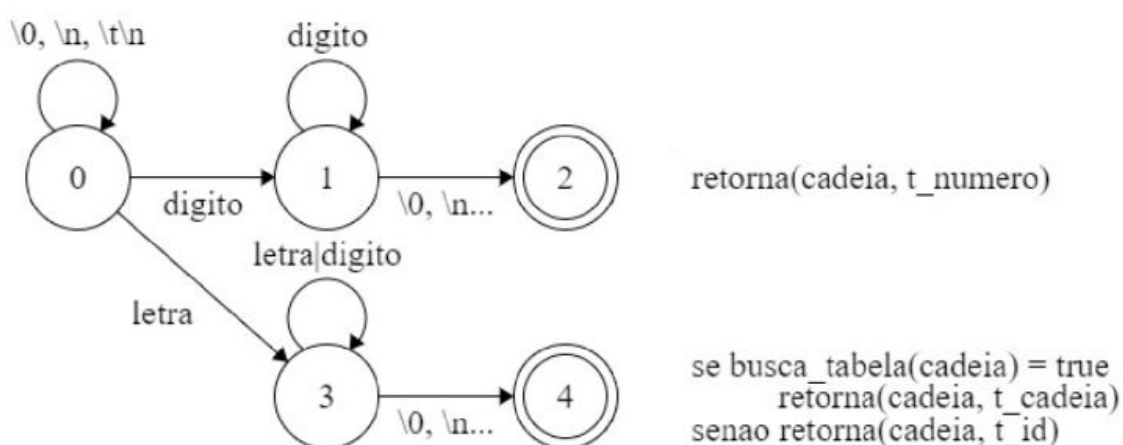 \0, \n, \t\n
digito
0
1
2
retorna(cadeia, t_numero)
digito
\0, \n...
letra|digito
letra
3
4
se busca_tabela(cadeia) = true
retorna(cadeia, t_cadeia)
senao retorna(cadeia, t_id)
\0, \n...